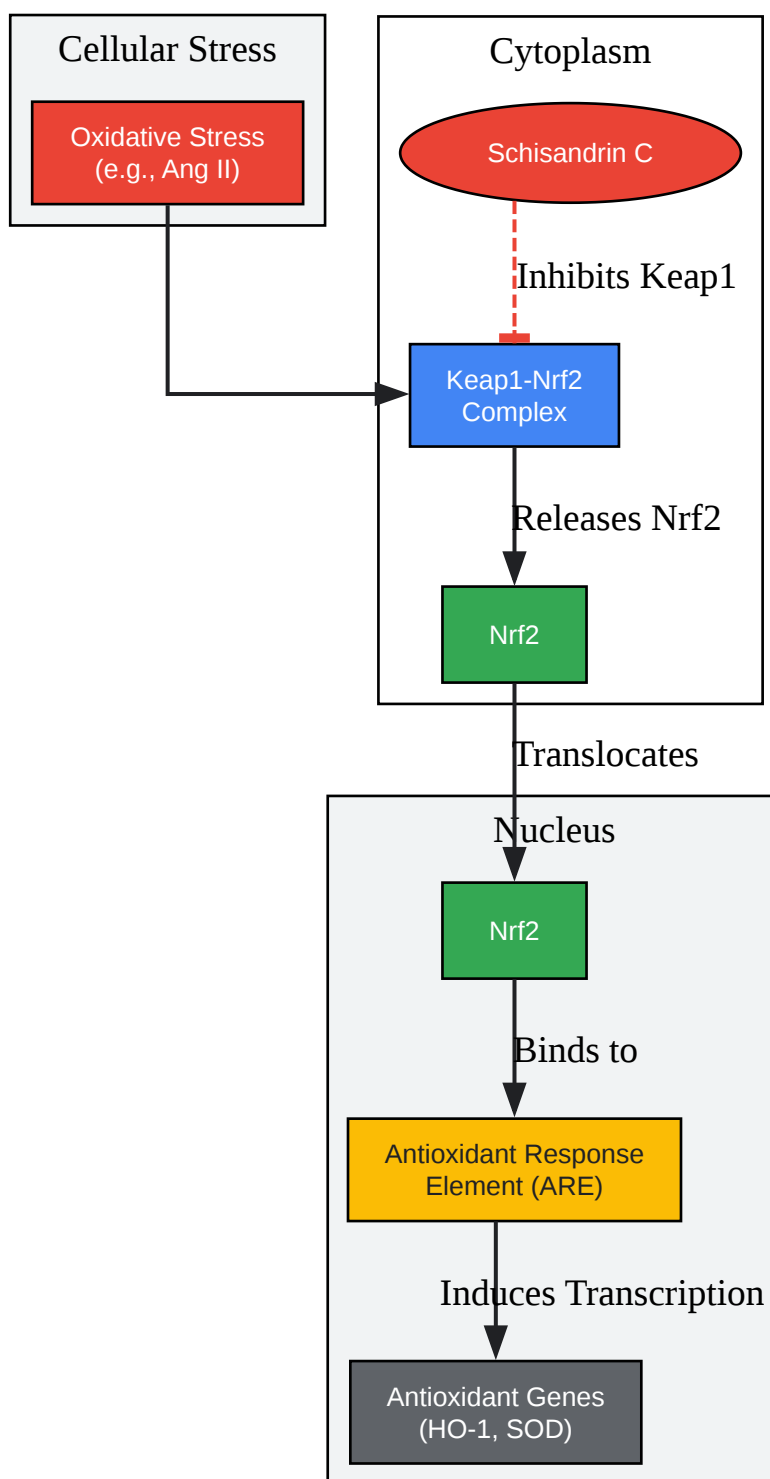 Cellular Stress
Oxidative Stress
(e.g., Ang II)
Cytoplasm
Schisandrin C
Inhibits Keap1
Keap1-Nrf2
Complex
Releases Nrf2
Nrf2
Translocates
Nucleus
Nrf2
Binds to
Antioxidant Response
Element (ARE)
Induces Transcription
Antioxidant Genes
(HO-1, SOD)